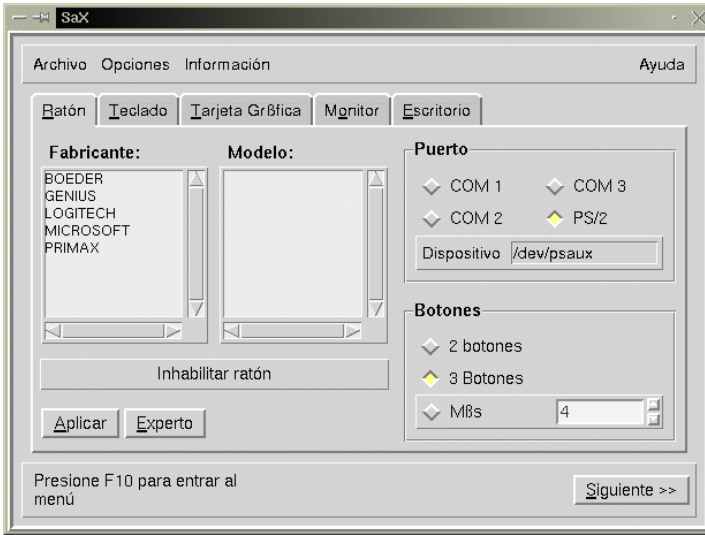 SaX
Archivo Opciones Información Ayuda
Ratón Teclado Tarjeta Grßfica Monitor Escritorio
Fabricante:
BOEDER
GENIUS
LOGITECH
MICROSOFT
PRIMAX
Modelo:
Inhabilitar ratón
Aplicar Experto
Puerto
COM 1 COM 3
COM 2 PS/2
Dispositivo /dev/psaux
Botones
2 botones
3 Botones
Mßs 4
Presione F10 para entrar al
menú
Siguiente >>